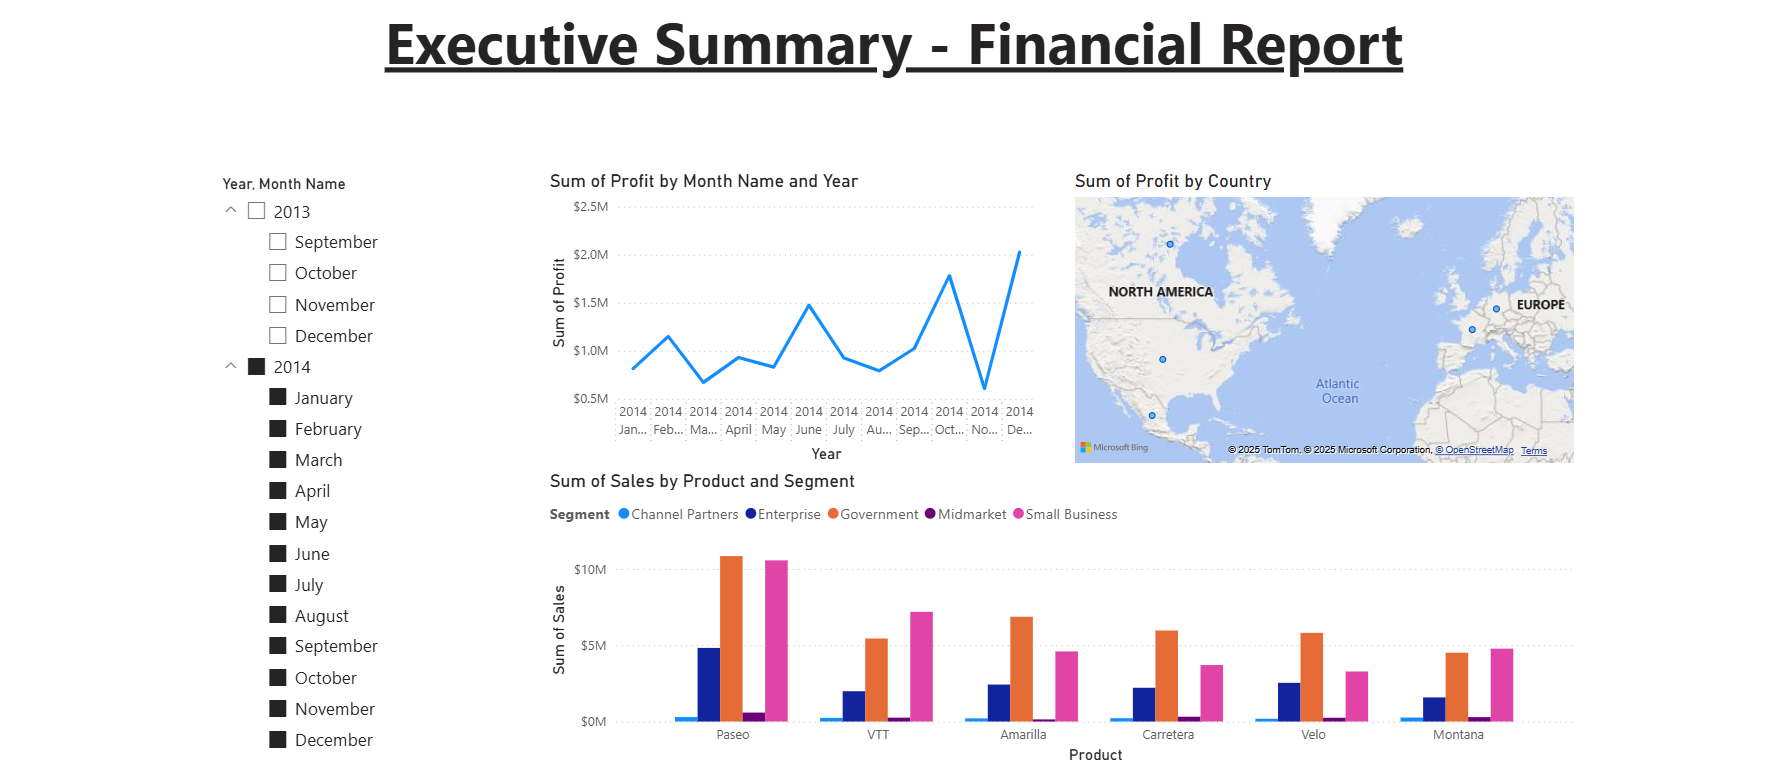 Executive Summary - Financial Report
Year, Month Name
2013
September
October
November
December
2014
January
February
March
April
May
June
July
August
September
October
November
December
Sum of Profit by Month Name and Year
Sum of Profit
$2.5M
$2.0M
$1.5M
$1.0M
$0.5M
2014 2014 2014 2014 2014 2014 2014 2014 2014 2014 2014 2014
Jan... Feb... Ma... April May June July Au... Sep... Oct... No... De...
Year
Sum of Profit by Country
NORTH AMERICA
EUROPE
Atlantic
Ocean
Microsoft Bing
© 2025 TomTom, © 2025 Microsoft Corporation, © OpenStreetMap Terms
Sum of Sales by Product and Segment
Segment Channel Partners Enterprise Government Midmarket Small Business
Sum of Sales
$10M
$5M
$0M
Paseo VTT Amarilla Carretera Velo Montana
Product